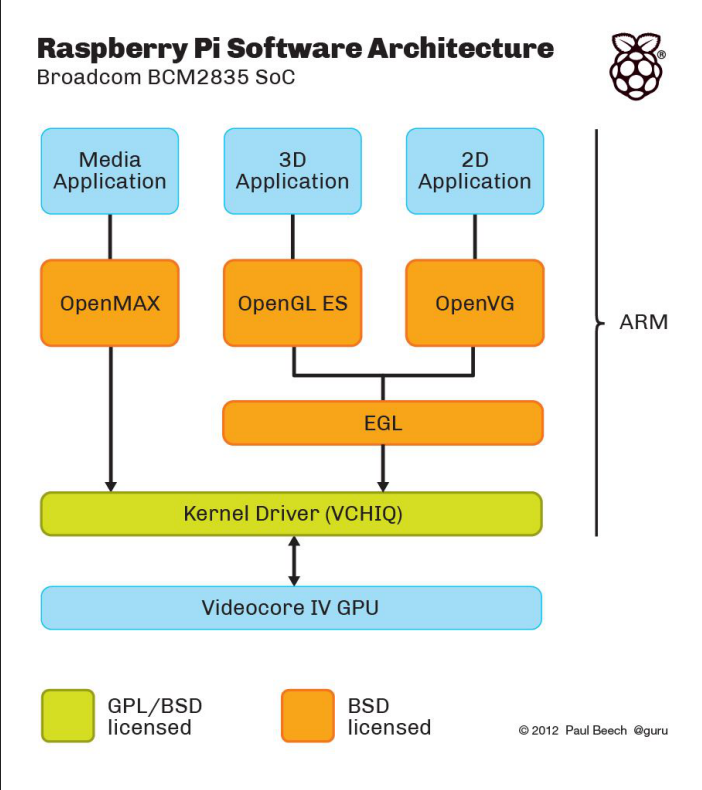 Raspberry Pi Software Architecture
Broadcom BCM2835 SoC
®
Media
Application
3D
Application
2D
Application
OpenMAX
OpenGL ES
OpenVG
ARM
EGL
Kernel Driver (VCHIQ)
Videocore IV GPU
GPL/BSD
licensed
BSD
licensed
© 2012 Paul Beech @guru